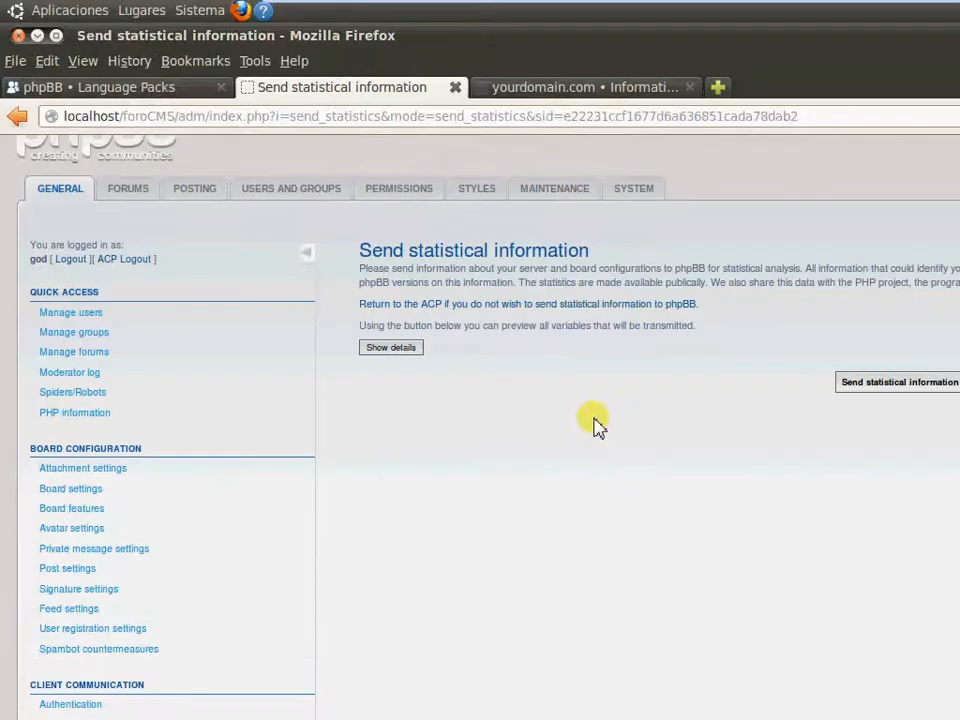 Aplicaciones Lugares Sistema
Send statistical information - Mozilla Firefox
File Edit View History Bookmarks Tools Help
phpBB • Language Packs
Send statistical information
yourdomain.com • Informati...
localhost/foroCMS/adm/index.php?i=send_statistics&mode=send_statistics&sid=e22231ccf1677d6a636851cada78dab2
creating communities
GENERAL FORUMS POSTING USERS AND GROUPS PERMISSIONS STYLES MAINTENANCE SYSTEM
You are logged in as:
god [ Logout ][ ACP Logout ]
QUICK ACCESS
Manage users
Manage groups
Manage forums
Moderator log
Spiders/Robots
PHP information
BOARD CONFIGURATION
Attachment settings
Board settings
Board features
Avatar settings
Private message settings
Post settings
Signature settings
Feed settings
User registration settings
Spambot countermeasures
CLIENT COMMUNICATION
Authentication
Send statistical information
Please send information about your server and board configurations to phpBB for statistical analysis. All information that could identify yo
phpBB versions on this information. The statistics are made available publically. We also share this data with the PHP project, the progra
Return to the ACP if you do not wish to send statistical information to phpBB.
Using the button below you can preview all variables that will be transmitted.
Show details
Send statistical information